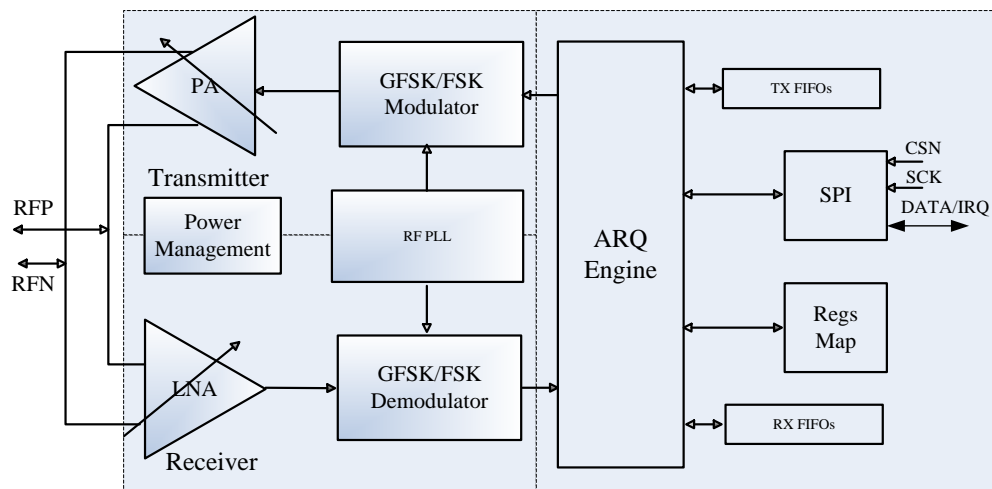 PA
GFSK/FSK
Modulator
TX FIFOs
CSN
SCK
DATA/IRQ
SPI
Transmitter
RFP
RFN
Power
Management
RF PLL
ARQ
Engine
Regs
Map
LNA
GFSK/FSK
Demodulator
RX FIFOs
Receiver